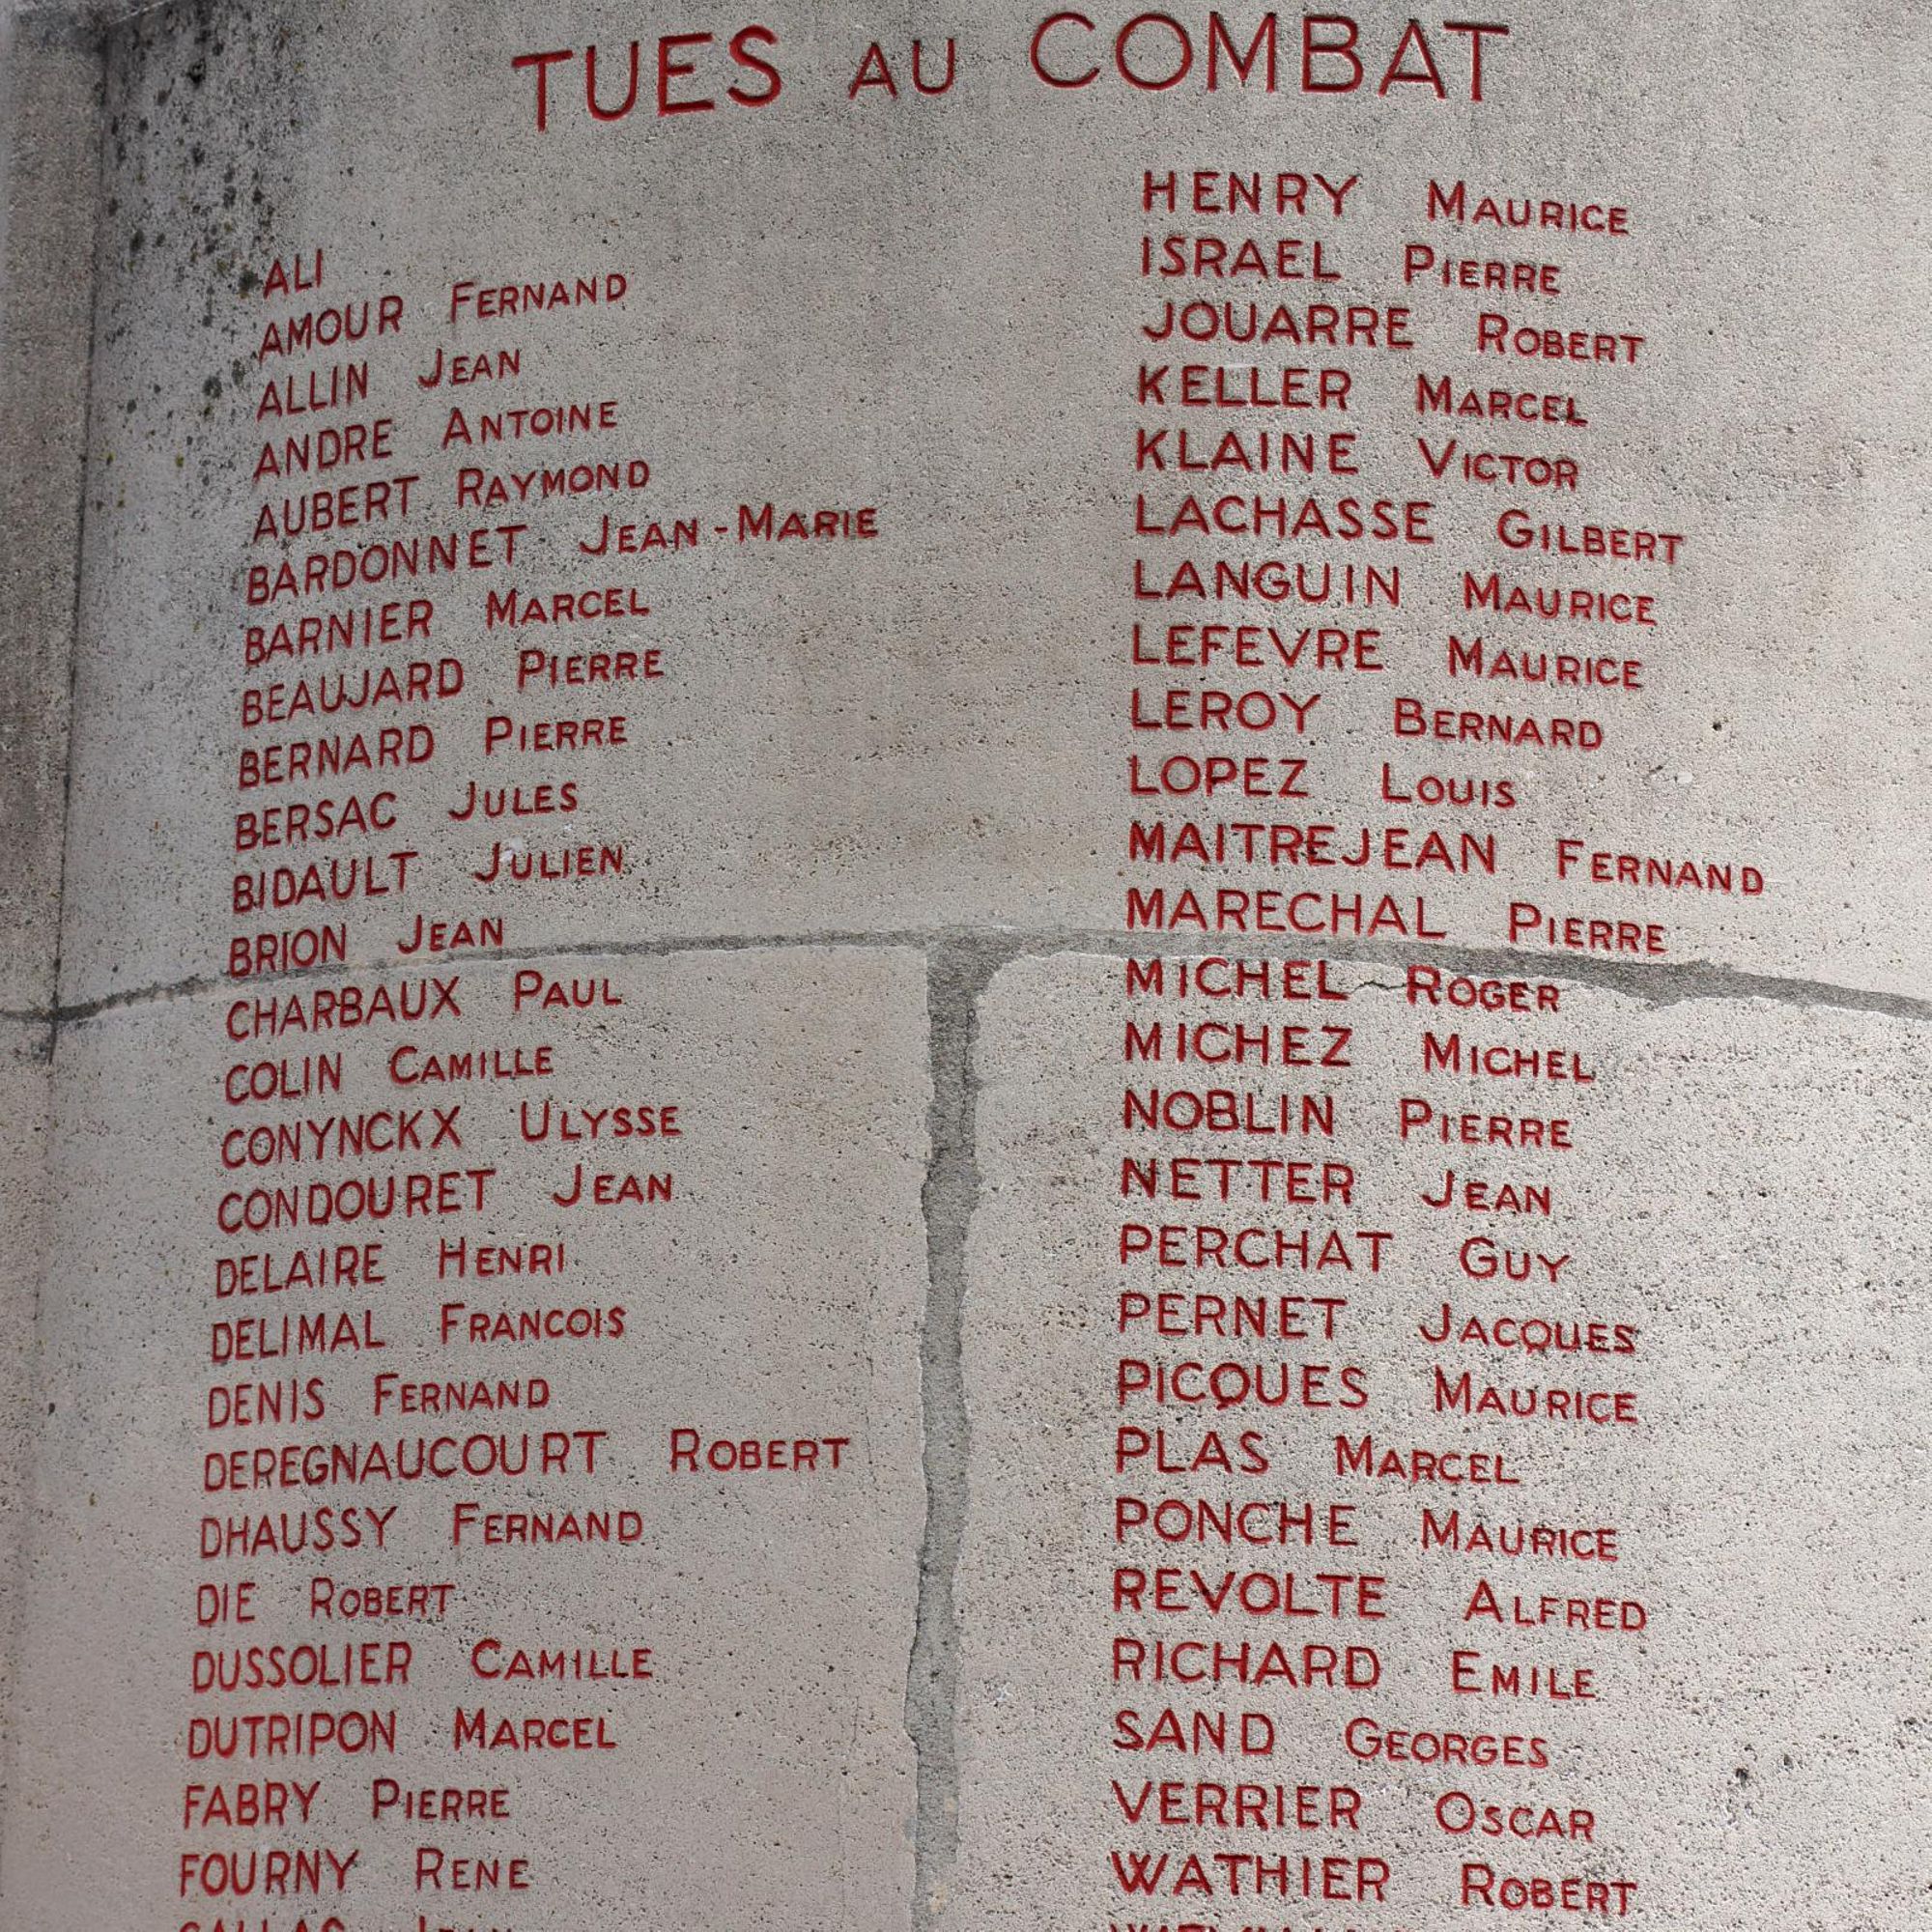 TUES AU COMBAT
ALI
AMOUR FERNAND
ALLIN JEAN
ANDRE ANTOINE
AUBERT RAYMOND
BARDONNET JEAN-MARIE
BARNIER MARCEL
BEAUJARD PIERRE
BERNARD PIERRE
BERSAC JULES
BIDAULT JULIEN
BRION JEAN
CHARBAUX PAUL
COLIN CAMILLE
CONYNCKX ULYSSE
CONDOURET JEAN
DELAIRE HENRI
DELIMAL FRANCOIS
DENIS FERNAND
DEREGNAUCOURT ROBERT
DHAUSSY FERNAND
DIE ROBERT
DUSSOLIER CAMILLE
DUTRIPON MARCEL
FABRY PIERRE
FOURNY RENE
HENRY MAURICE
ISRAEL PIERRE
JOUARRE ROBERT
KELLER MARCEL
KLAINE VICTOR
LACHASSE GILBERT
LANGUIN MAURICE
LEFEVRE MAURICE
LEROY BERNARD
LOPEZ LOUIS
MAITREJEAN FERNAND
MARECHAL PIERRE
MICHEL ROGER
MICHEZ MICHEL
NOBLIN PIERRE
NETTER JEAN
PERCHAT GUY
PERNET JACQUES
PICQUES MAURICE
PLAS MARCEL
PONCHE MAURICE
REVOLTE ALFRED
RICHARD EMILE
SAND GEORGES
VERRIER OSCAR
WATHIER ROBERT